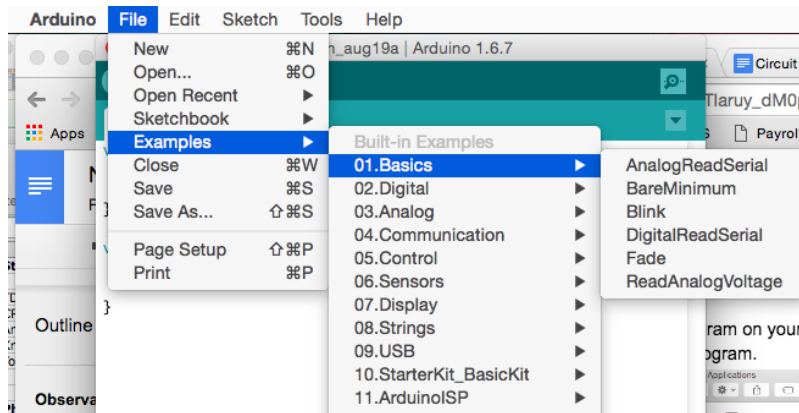 Arduino File Edit Sketch Tools Help
New ⌘N
Open... ⌘O
Open Recent ▶
Sketchbook ▶
Examples ▶
Close ⌘W
Save ⌘S
Save As... ⇧⌘S
Page Setup ⇧⌘P
Print ⌘P
_aug19a | Arduino 1.6.7
Built-in Examples
01.Basics ▶
02.Digital ▶
03.Analog ▶
04.Communication ▶
05.Control ▶
06.Sensors ▶
07.Display ▶
08.Strings ▶
09.USB ▶
10.StarterKit_BasicKit ▶
11.ArduinoISP ▶
AnalogReadSerial
BareMinimum
Blink
DigitalReadSerial
Fade
ReadAnalogVoltage
Circuit
Tlaruy_dM0
Apps
Payrol
}
}
Outline
Observa
ram on your
ogram.
Applications